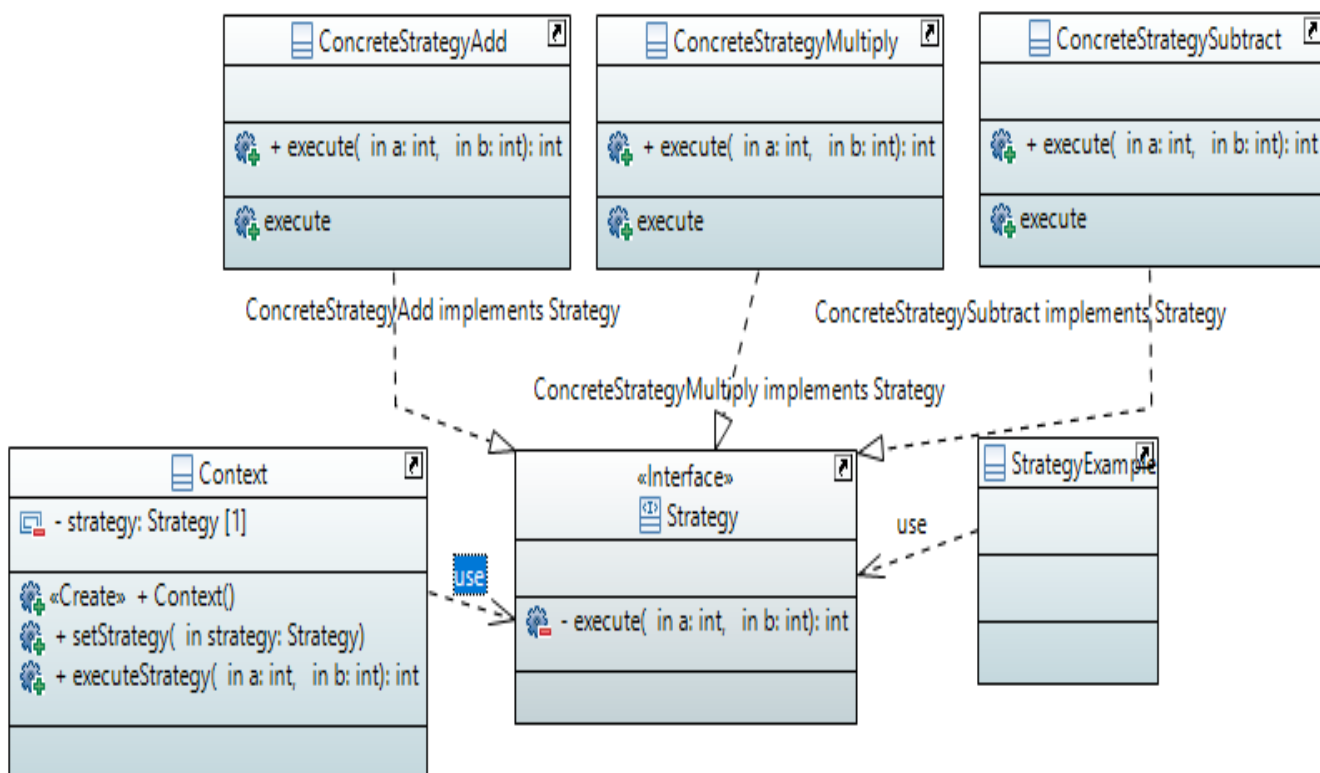 ConcreteStrategyAdd
+ execute( in a: int, in b: int): int
execute
ConcreteStrategyMultiply
+ execute( in a: int, in b: int): int
execute
ConcreteStrategySubtract
+ execute( in a: int, in b: int): int
execute
ConcreteStrategyAdd implements Strategy
ConcreteStrategySubtract implements Strategy
ConcreteStrategyMultiply implements Strategy
Context
- strategy: Strategy [1]
«Create» + Context()
+ setStrategy( in strategy: Strategy)
+ executeStrategy( in a: int, in b: int): int
use
«Interface»
Strategy
- execute( in a: int, in b: int): int
use
StrategyExample